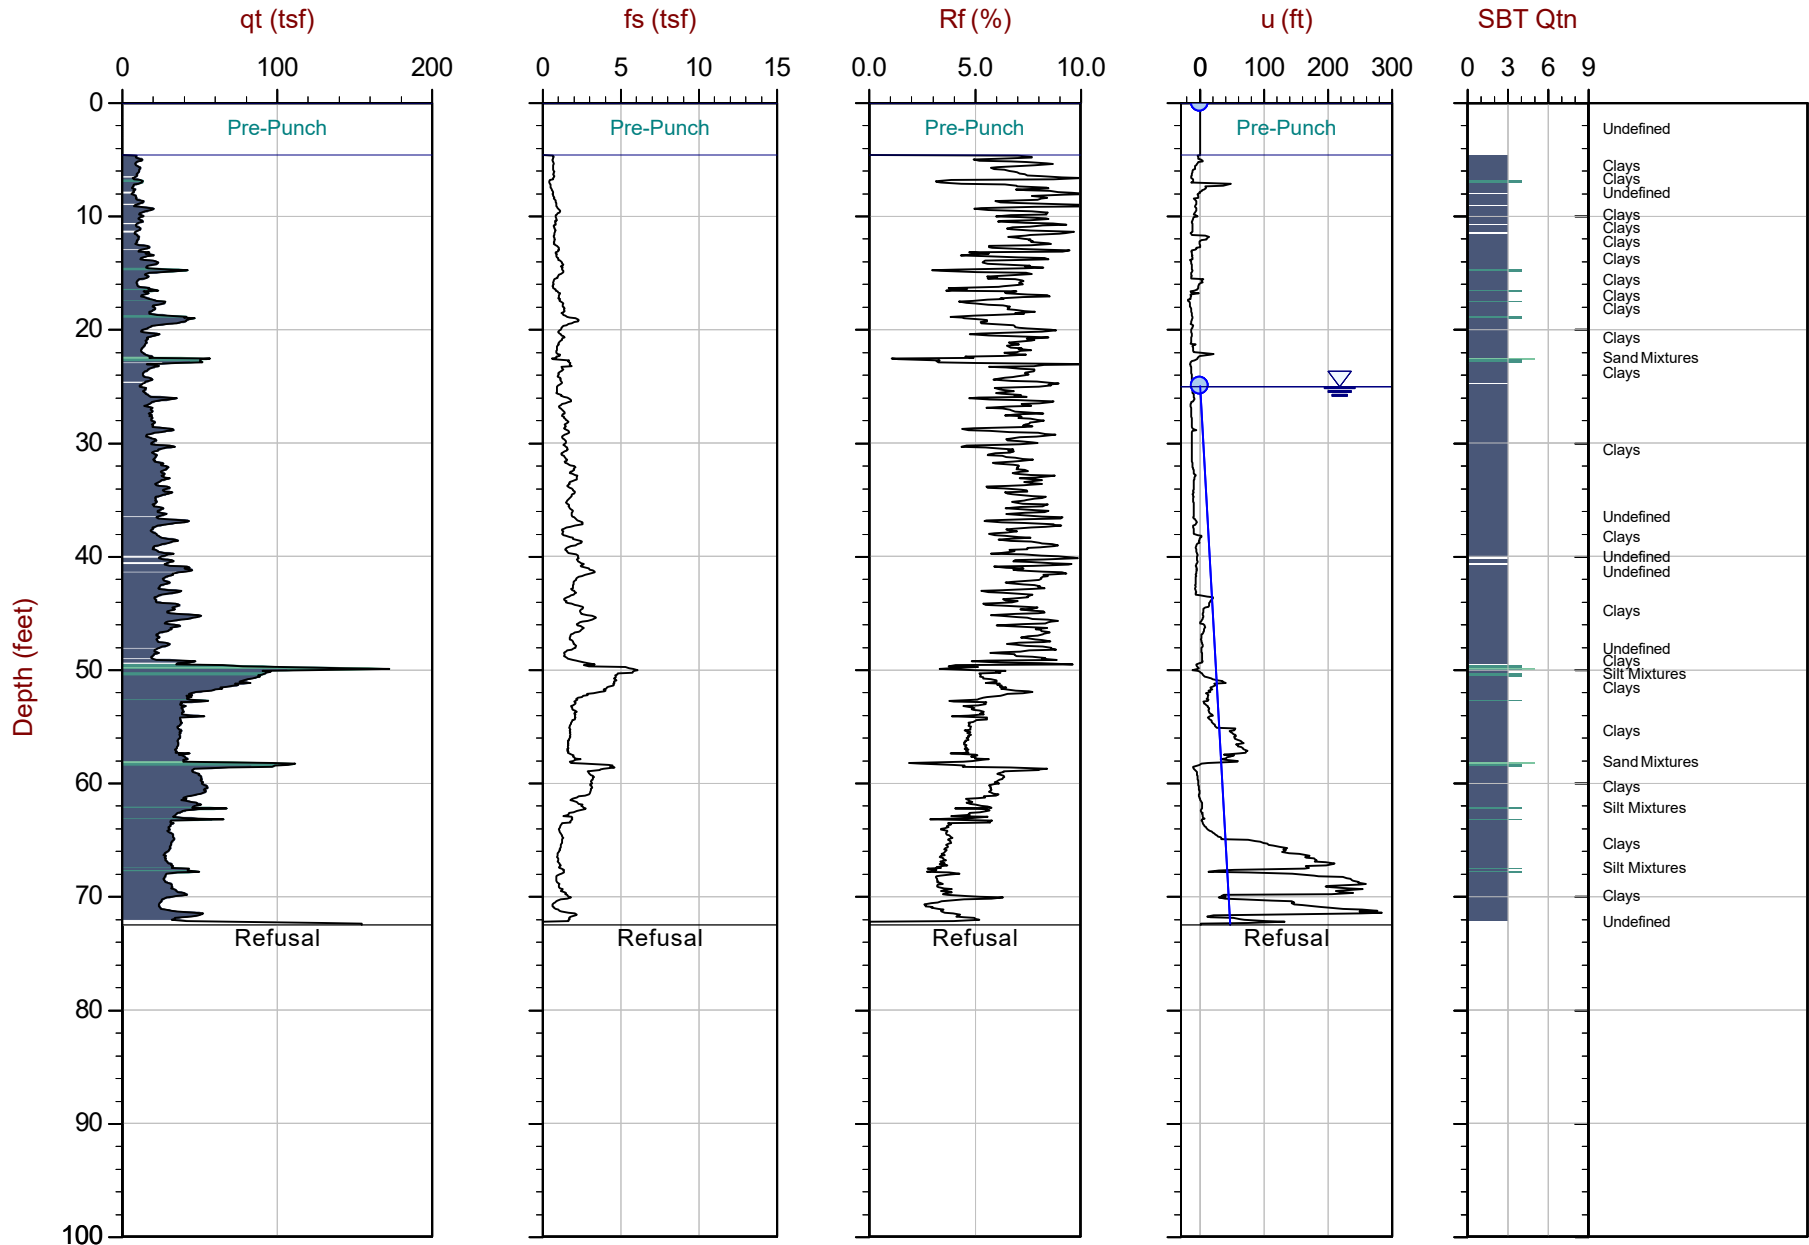 qt (tsf) fs (tsf) Rf (%) u (ft) SBT Qtn
0 100 200 0 5 10 15 0.0 5.0 10.0 0 100 200 300 0 3 6 9
0
Pre-Punch Pre-Punch Pre-Punch Pre-Punch Undefined
Clays
Clays
Undefined
10 Clays
Clays
Clays
Clays
Clays
Clays
Clays
20
Clays
Sand Mixtures
Clays
30
Clays
Undefined
Clays
40 Undefined
Undefined
Clays
Undefined
Clays
50
Silt Mixtures
Clays
Clays
Sand Mixtures
60
Clays
Silt Mixtures
Clays
Silt Mixtures
70 Clays
Undefined
Refusal Refusal Refusal Refusal
80
90
100
Depth (feet)